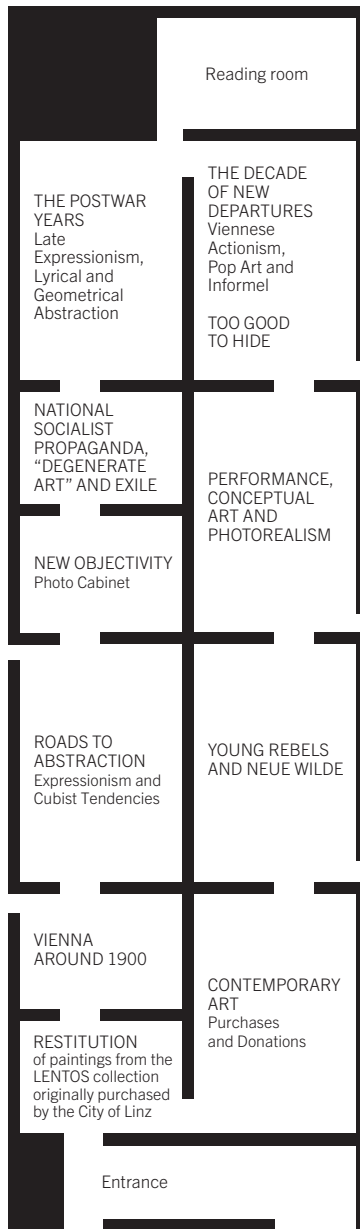 Reading room
THE POSTWAR
YEARS
Late
Expressionism,
Lyrical and
Geometrical
Abstraction
THE DECADE
OF NEW
DEPARTURES
Viennese
Actionism,
Pop Art and
Informel
TOO GOOD
TO HIDE
NATIONAL
SOCIALIST
PROPAGANDA,
“DEGENERATE
ART” AND EXILE
PERFORMANCE,
CONCEPTUAL
ART AND
PHOTOREALISM
NEW OBJECTIVITY
Photo Cabinet
ROADS TO
ABSTRACTION
Expressionism and
Cubist Tendencies
YOUNG REBELS
AND NEUE WILDE
VIENNA
AROUND 1900
CONTEMPORARY
ART
Purchases
and Donations
RESTITUTION
of paintings from the
LENTOS collection
originally purchased
by the City of Linz
Entrance